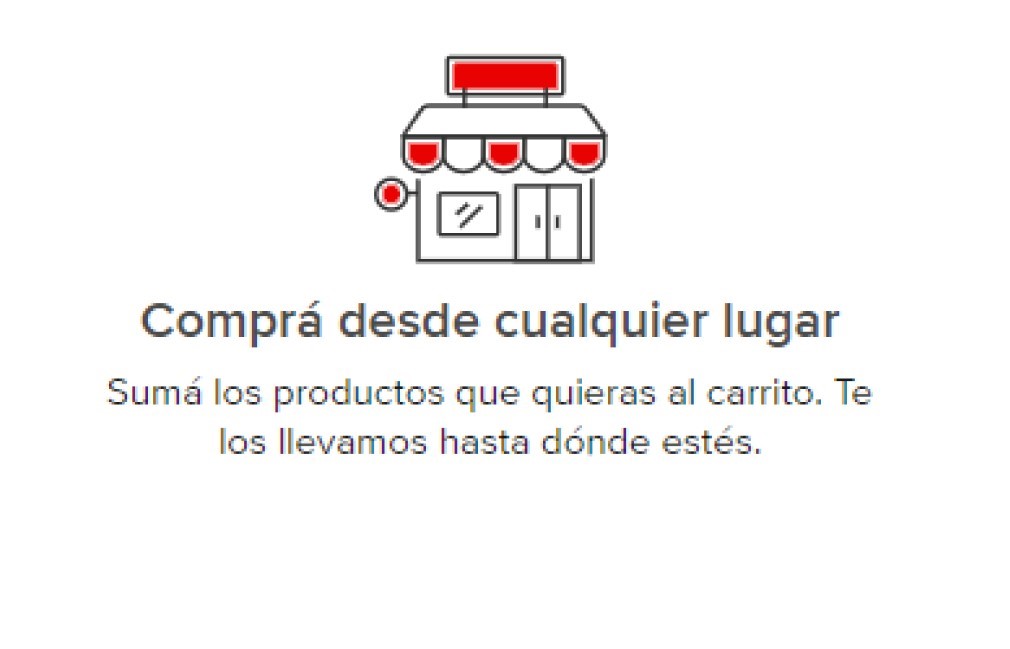 Comprá desde cualquier lugar
Sumá los productos que quieras al carrito. Te
los llevamos hasta dónde estés.